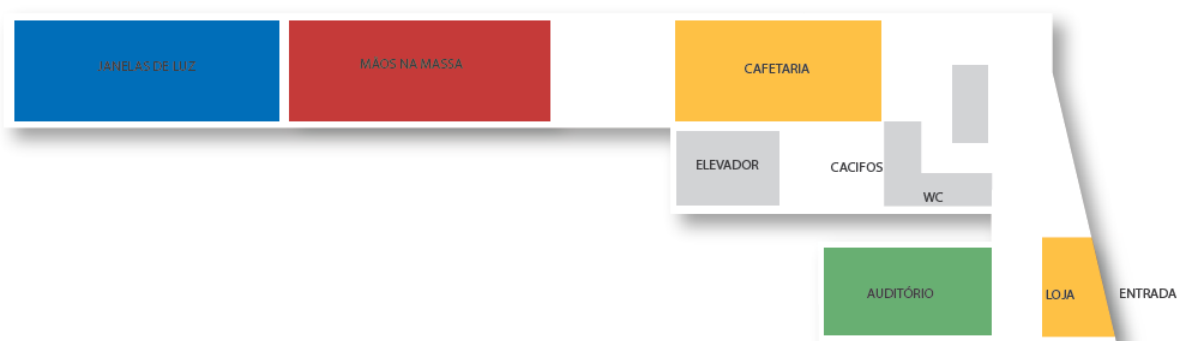 JANELAS DE LUZ
MÃOS NA MASSA
CAFETARIA
ELEVADOR
CACIFOS
WC
AUDITÓRIO
LOJA
ENTRADA